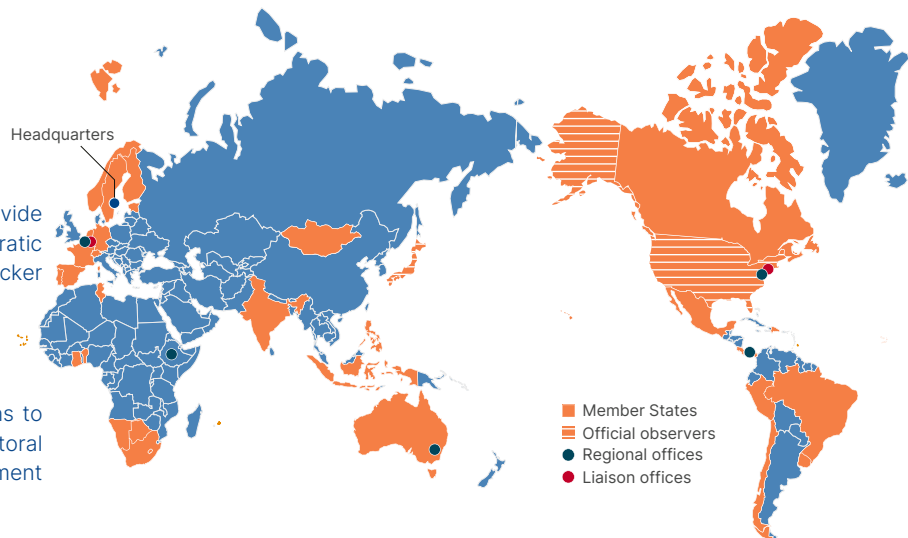 Headquarters
vide
ratic
cker
ns to
toral
ment
Member States
Official observers
Regional offices
Liaison offices